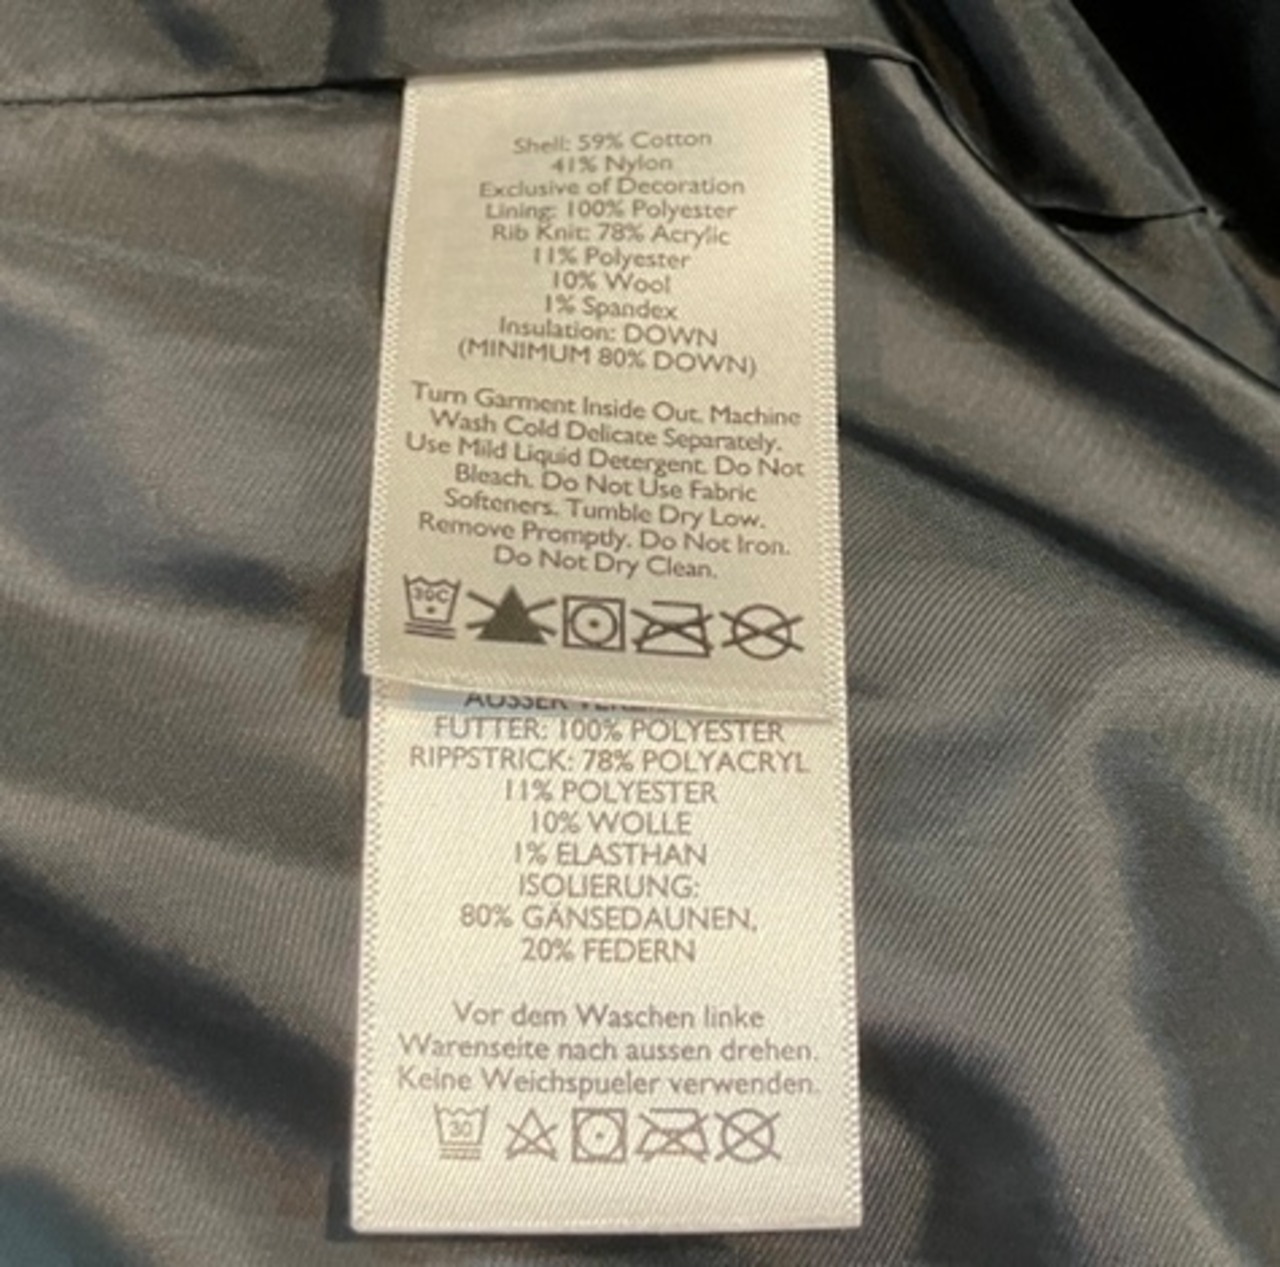 Shell: 59% Cotton
41% Nylon
Exclusive of Decoration
Lining: 100% Polyester
Rib Knit: 78% Acrylic
11% Polyester
10% Wool
1% Spandex
Insulation: DOWN
(MINIMUM 80% DOWN)
Turn Garment Inside Out. Machine
Wash Cold Delicate Separately.
Use Mild Liquid Detergent. Do Not
Bleach. Do Not Use Fabric
Softeners. Tumble Dry Low.
Remove Promptly. Do Not Iron.
Do Not Dry Clean.
30C
AUSSER
FUTTER: 100% POLYESTER
RIPPSTRICK: 78% POLYACRYL
11% POLYESTER
10% WOLLE
1% ELASTHAN
ISOLIERUNG:
80% GÄNSEDAUNEN,
20% FEDERN
Vor dem Waschen linke
Warenseite nach aussen drehen.
Keine Weichspueler verwenden.
30